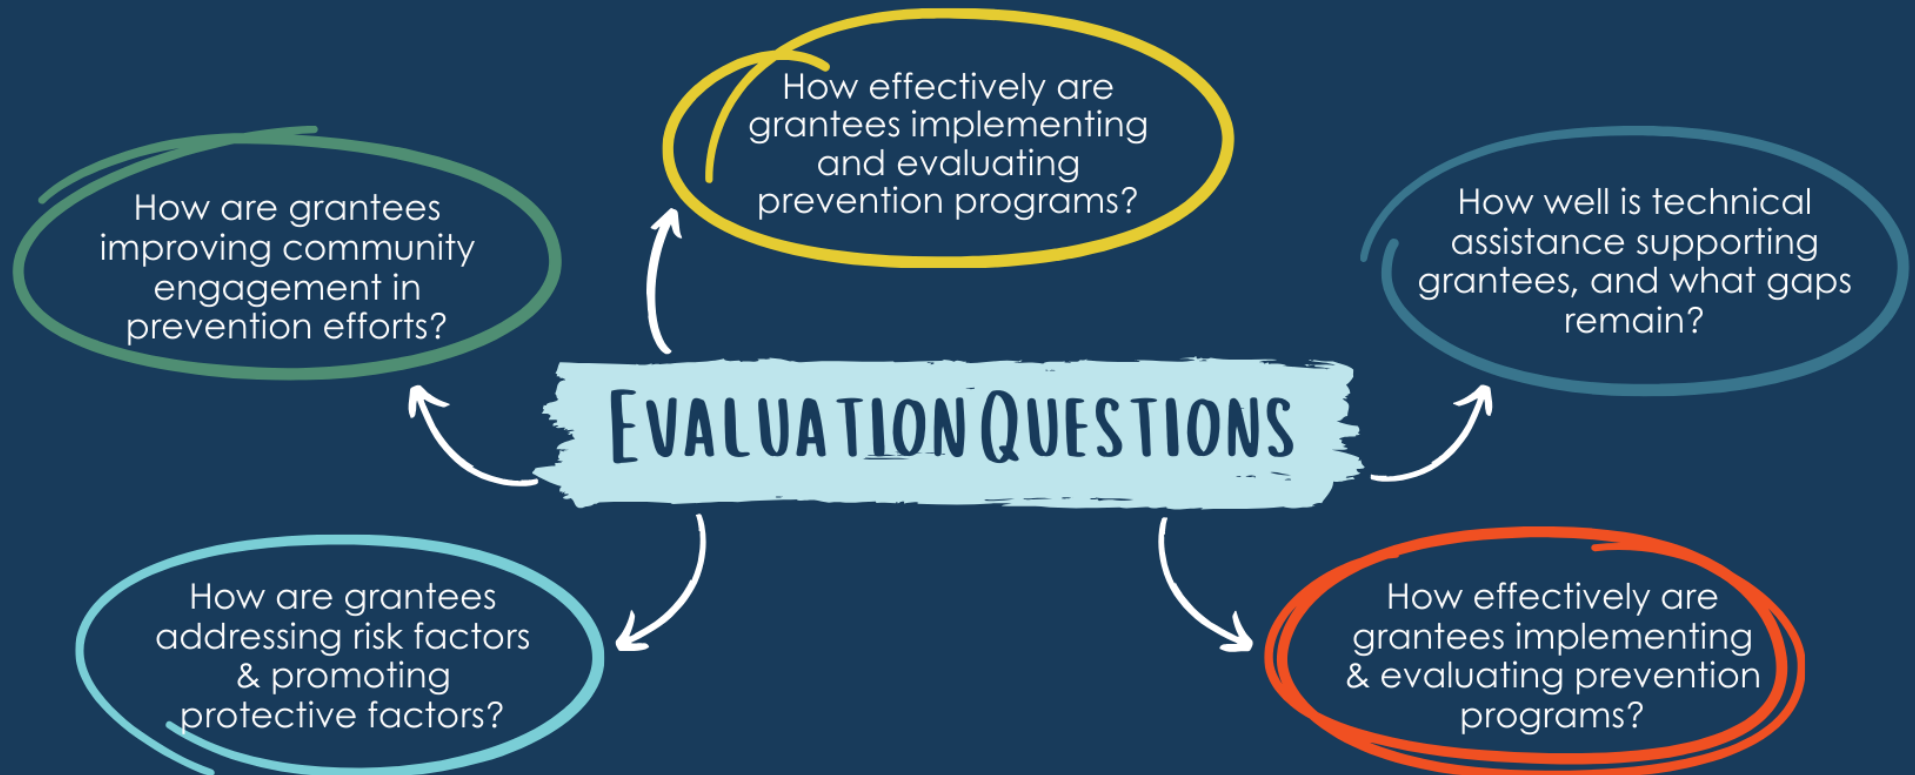 How effectively are
grantees implementing
and evaluating
prevention programs?
How are grantees
improving community
engagement in
prevention efforts?
How well is technical
assistance supporting
grantees, and what gaps
remain?
EVALUATION QUESTIONS
How are grantees
addressing risk factors
& promoting
protective factors?
How effectively are
grantees implementing
& evaluating prevention
programs?